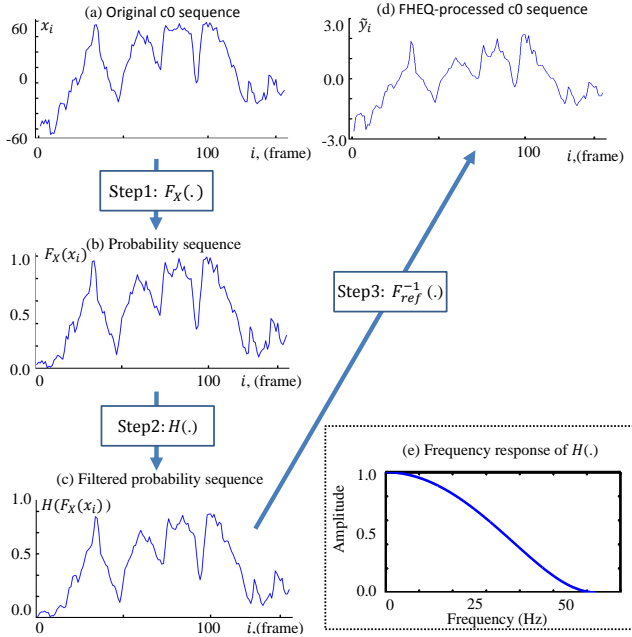 (a) Original c0 sequence
60
x_i
0
-60
0
100
i, (frame)
Step1: F_X(.)
(b) Probability sequence
F_X(x_i)
1.0
0.5
0.0
0
100
i, (frame)
Step2: H(.)
(c) Filtered probability sequence
H(F_X(x_i))
1.0
0.5
0.0
0
100
i,(frame)
(d) FHEQ-processed c0 sequence
3.0
ỹ_i
0.0
-3.0
0
100
i,(frame)
Step3: F_ref^-1 (.)
(e) Frequency response of H(.)
1.0
Amplitude
0.5
0.0
0
25
50
Frequency (Hz)